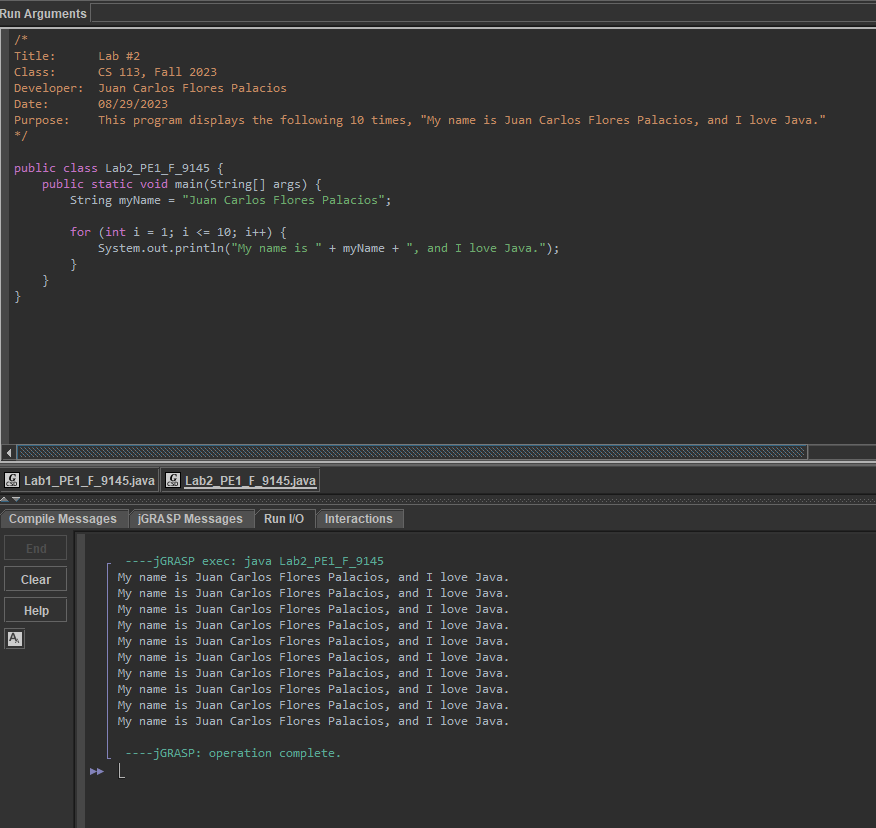 Run Arguments
/*
Title:      Lab #2
Class:      CS 113, Fall 2023
Developer:  Juan Carlos Flores Palacios
Date:       08/29/2023
Purpose:    This program displays the following 10 times, "My name is Juan Carlos Flores Palacios, and I love Java."
*/
public class Lab2_PE1_F_9145 {
    public static void main(String[] args) {
        String myName = "Juan Carlos Flores Palacios";
        for (int i = 1; i <= 10; i++) {
            System.out.println("My name is " + myName + ", and I love Java.");
        }
    }
}
Lab1_PE1_F_9145.java Lab2_PE1_F_9145.java
Compile Messages jGRASP Messages Run I/O Interactions
End
Clear
Help
----jGRASP exec: java Lab2_PE1_F_9145
My name is Juan Carlos Flores Palacios, and I love Java.
My name is Juan Carlos Flores Palacios, and I love Java.
My name is Juan Carlos Flores Palacios, and I love Java.
My name is Juan Carlos Flores Palacios, and I love Java.
My name is Juan Carlos Flores Palacios, and I love Java.
My name is Juan Carlos Flores Palacios, and I love Java.
My name is Juan Carlos Flores Palacios, and I love Java.
My name is Juan Carlos Flores Palacios, and I love Java.
My name is Juan Carlos Flores Palacios, and I love Java.
My name is Juan Carlos Flores Palacios, and I love Java.
----jGRASP: operation complete.